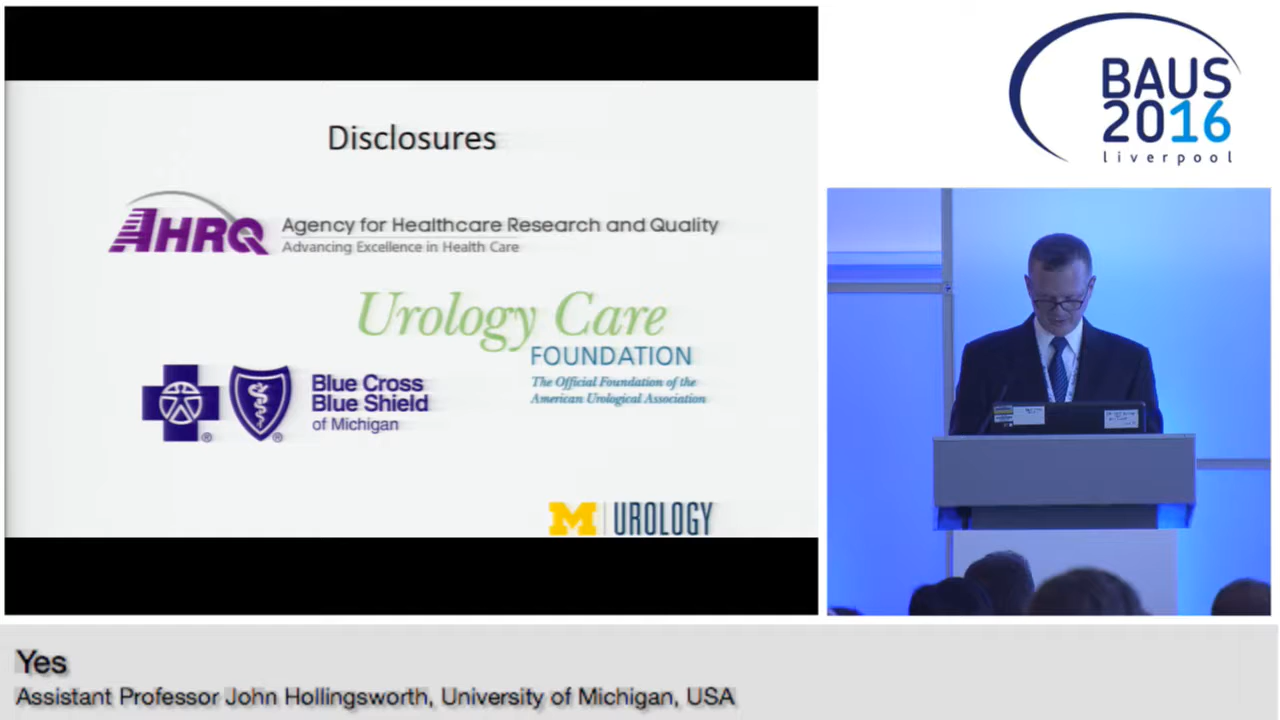 Disclosures
AHRQ
Agency for Healthcare Research and Quality
Advancing Excellence in Health Care
Urology Care
FOUNDATION
The Official Foundation of the
American Urological Association
Blue Cross
Blue Shield
of Michigan
M | UROLOGY
BAUS
2016
liverpool
Yes
Assistant Professor John Hollingsworth, University of Michigan, USA